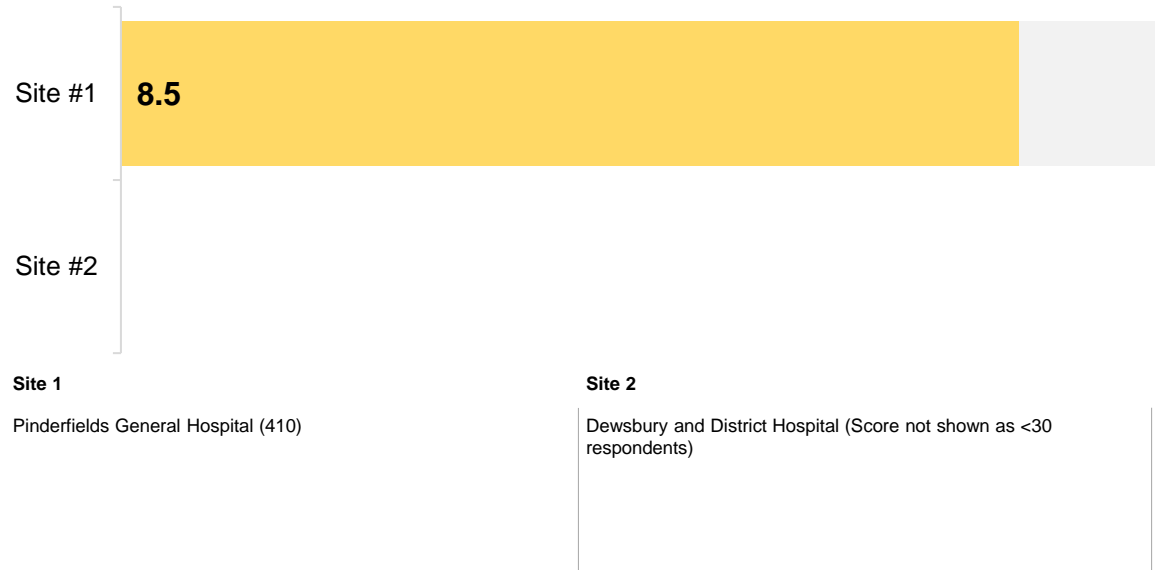 Site #1
8.5
Site #2
Site 1
Site 2
Pinderfields General Hospital (410)
Dewsbury and District Hospital (Score not shown as <30
respondents)